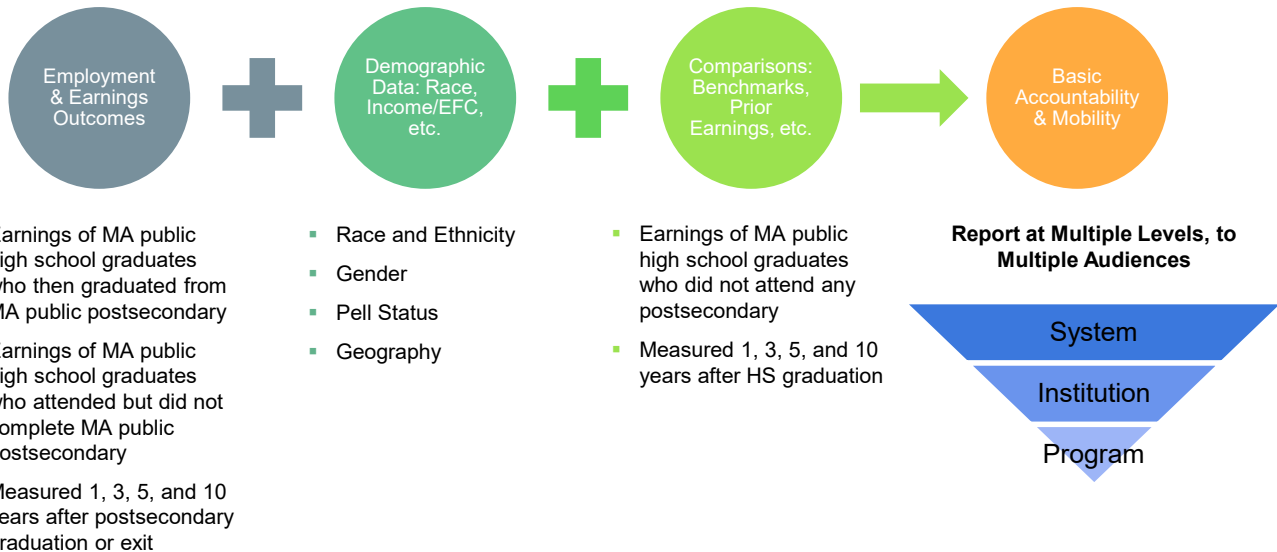 Employment
& Earnings
Outcomes
Demographic
Data: Race,
Income/EFC,
etc.
Comparisons:
Benchmarks,
Prior
Earnings, etc.
Basic
Accountability
& Mobility
arnings of MA public
igh school graduates
ho then graduated from
MA public postsecondary
arnings of MA public
igh school graduates
ho attended but did not
omplete MA public
ostsecondary
Measured 1, 3, 5, and 10
ears after postsecondary
raduation or exit
▪ Race and Ethnicity
▪ Gender
▪ Pell Status
▪ Geography
▪ Earnings of MA public
high school graduates
who did not attend any
postsecondary
▪ Measured 1, 3, 5, and 10
years after HS graduation
Report at Multiple Levels, to
Multiple Audiences
System
Institution
Program